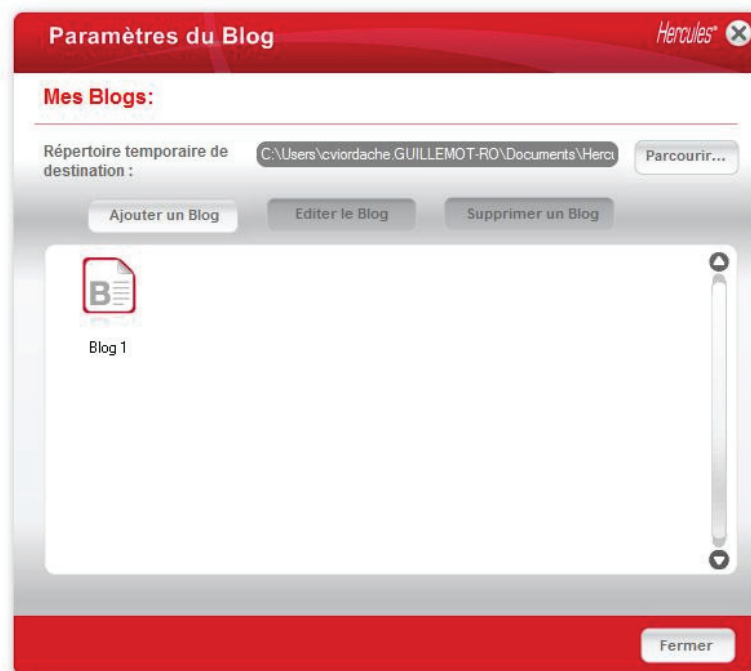 Paramètres du Blog
Hercules®
Mes Blogs:
Répertoire temporaire de
destination :
C:\Users\cviordache.GUILLEMOT-RO\Documents\Hercu
Parcourir...
Ajouter un Blog
Editer le Blog
Supprimer un Blog
B
Blog 1
Fermer